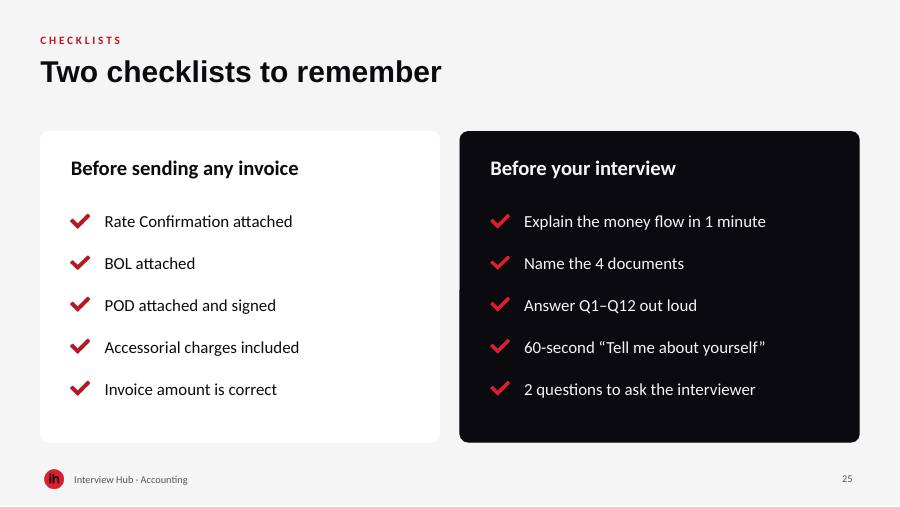 CHECKLISTS
Two checklists to remember
Before sending any invoice
Rate Confirmation attached
BOL attached
POD attached and signed
Accessorial charges included
Invoice amount is correct
Before your interview
Explain the money flow in 1 minute
Name the 4 documents
Answer Q1–Q12 out loud
60-second “Tell me about yourself”
2 questions to ask the interviewer
ih Interview Hub · Accounting
25